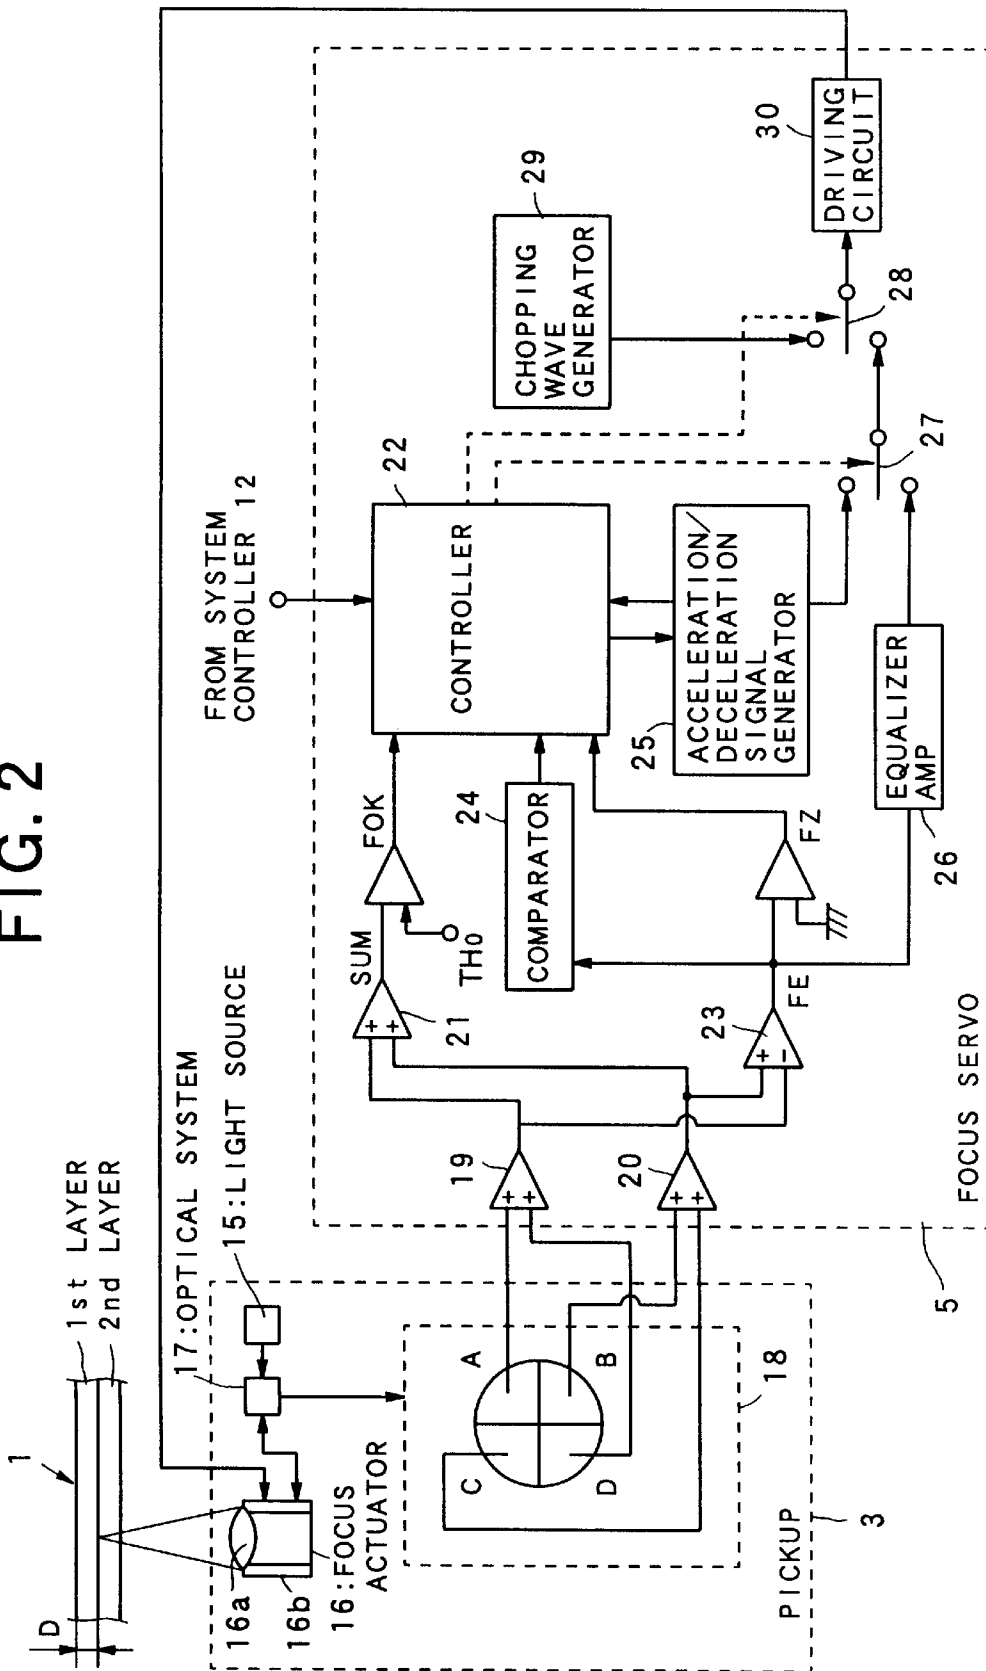 FIG. 2
D
1
1st LAYER
2nd LAYER
17:OPTICAL SYSTEM
15:LIGHT SOURCE
16a
16b
16:FOCUS
ACTUATOR
A
B
C
D
18
PICKUP
3
FROM SYSTEM
CONTROLLER 12
19
+
+
20
+
+
SUM
21
+
+
FOK
TH0
CONTROLLER
22
23
+
-
FE
COMPARATOR
24
FZ
25
ACCELERATION/
DECELERATION
SIGNAL
GENERATOR
EQUALIZER
AMP
26
27
28
CHOPPING
WAVE
GENERATOR
29
DRIVING
CIRCUIT
30
FOCUS SERVO
5